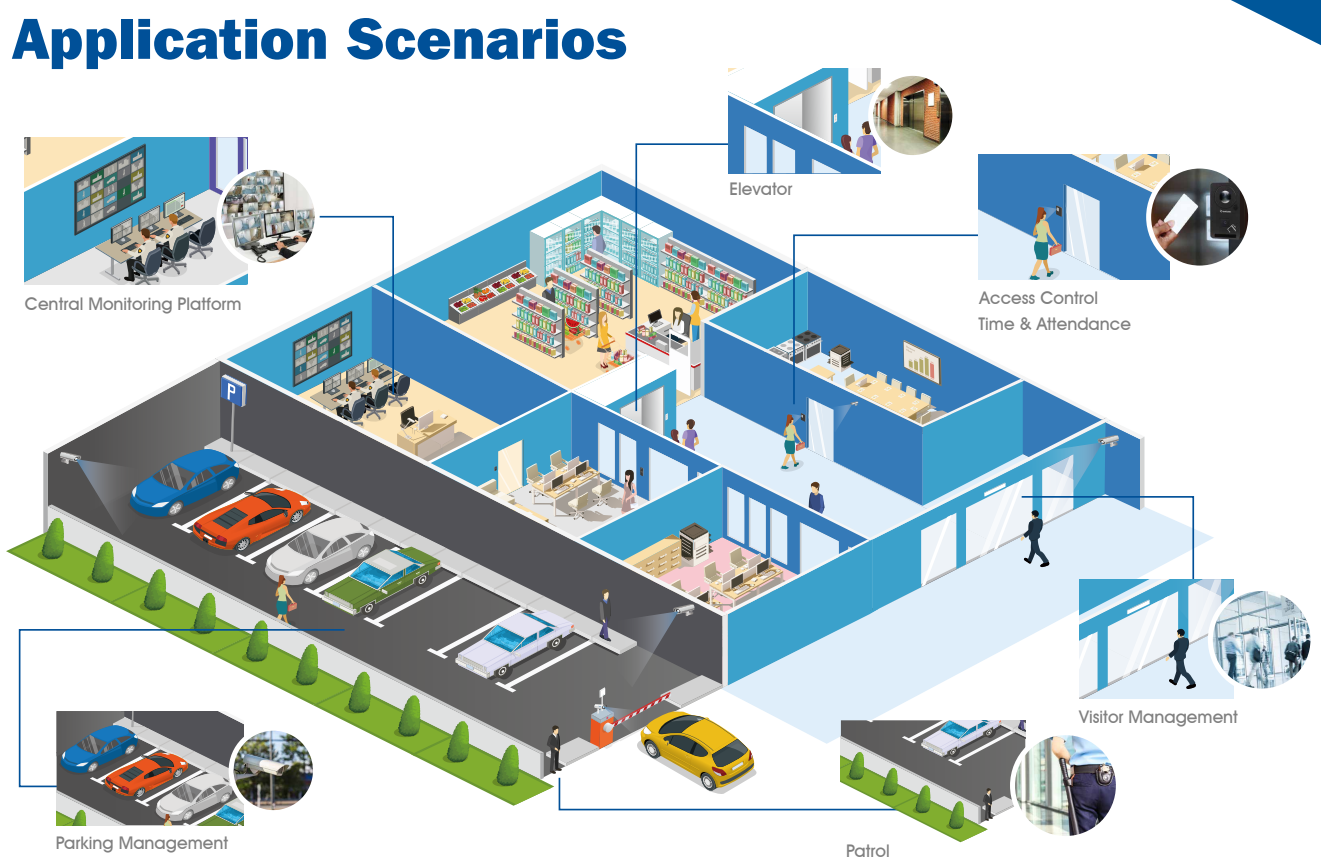 Application Scenarios
Elevator
Access Control
Time & Attendance
Central Monitoring Platform
P
Visitor Management
Parking Management
Patrol